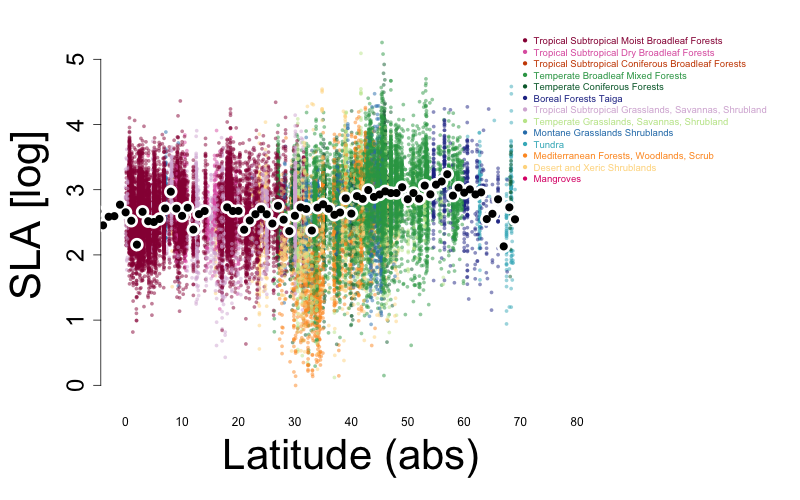 Tropical Subtropical Moist Broadleaf Forests
Tropical Subtropical Dry Broadleaf Forests
Tropical Subtropical Coniferous Broadleaf Forests
Temperate Broadleaf Mixed Forests
Temperate Coniferous Forests
Boreal Forests Taiga
Tropical Subtropical Grasslands, Savannas, Shrubland
Temperate Grasslands, Savannas, Shrubland
Montane Grasslands Shrublands
Tundra
Mediterranean Forests, Woodlands, Scrub
Desert and Xeric Shrublands
Mangroves
SLA [log]
5
4
3
2
1
0
0 10 20 30 40 50 60 70 80
Latitude (abs)